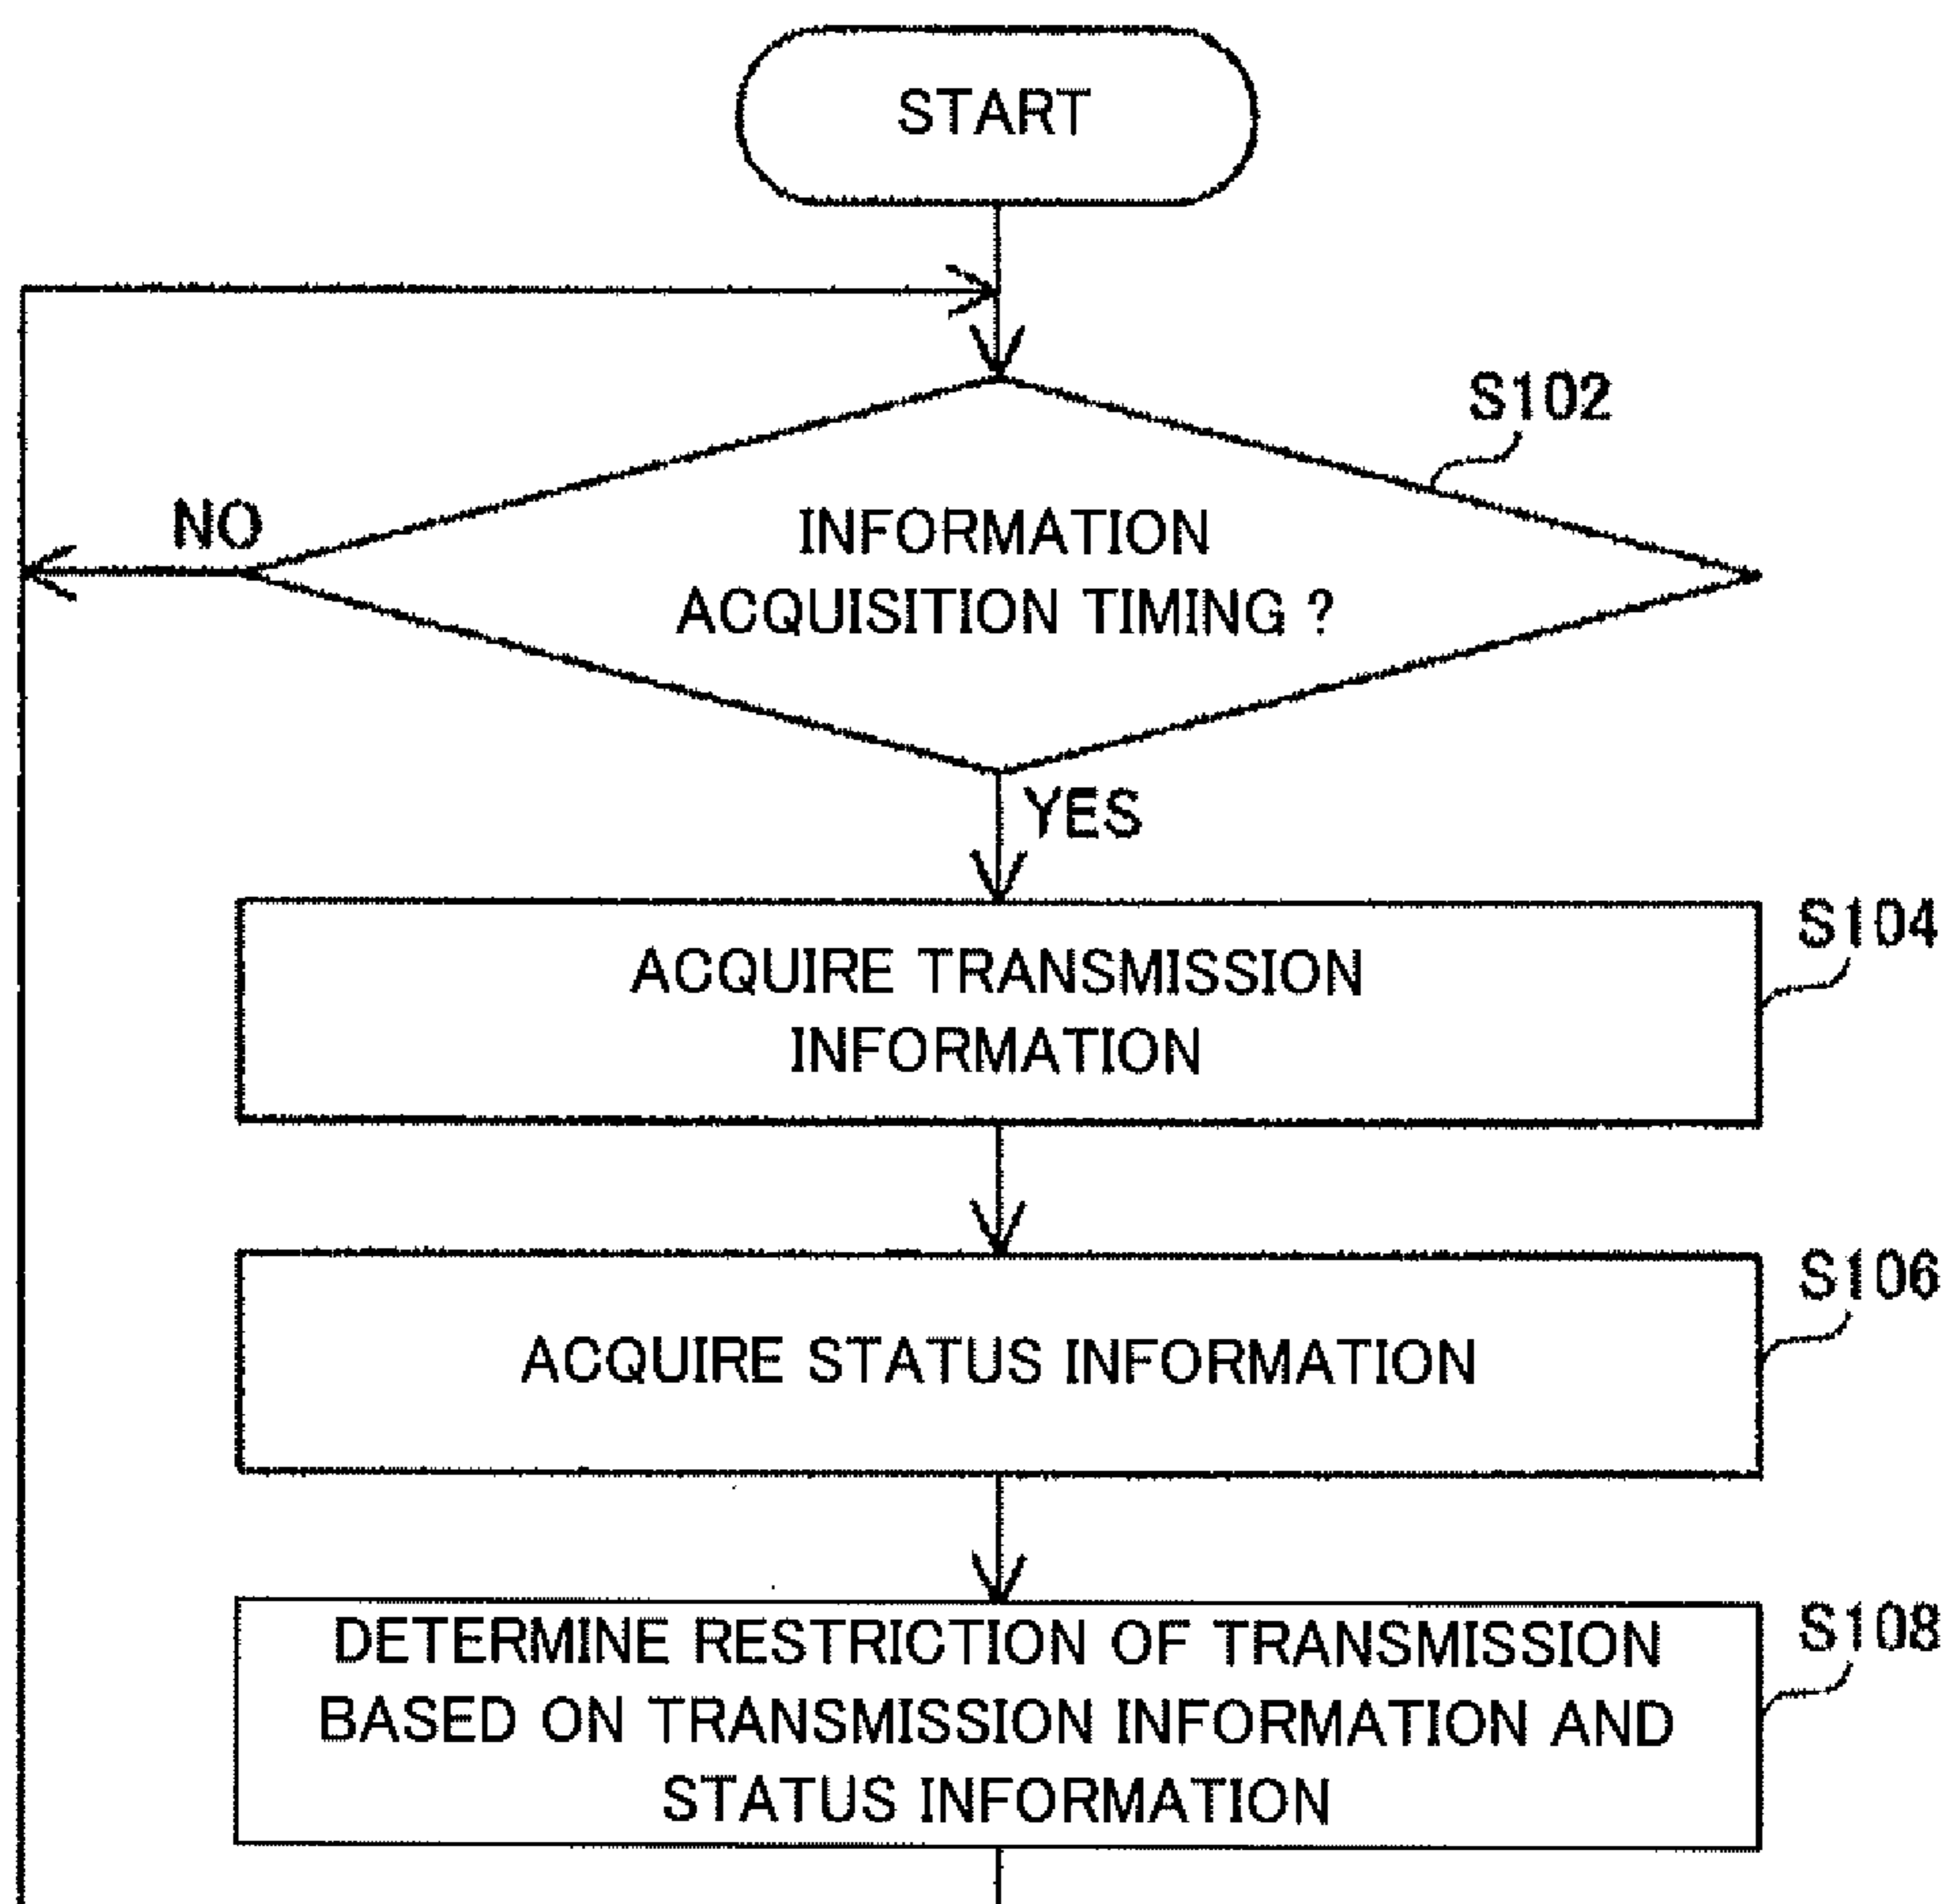 START
S102
NO
INFORMATION
ACQUISITION TIMING ?
YES
S104
ACQUIRE TRANSMISSION
INFORMATION
S106
ACQUIRE STATUS INFORMATION
S108
DETERMINE RESTRICTION OF TRANSMISSION
BASED ON TRANSMISSION INFORMATION AND
STATUS INFORMATION